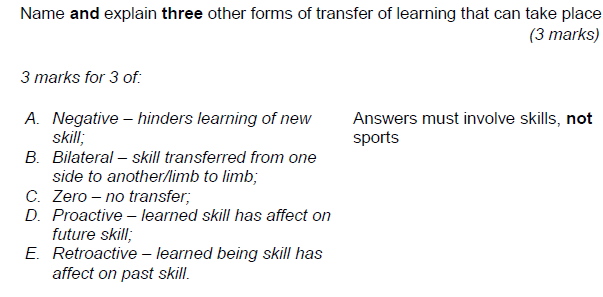 Name and explain three other forms of transfer of learning that can take place
(3 marks)
3 marks for 3 of:
A. Negative – hinders learning of new
skill;
B. Bilateral – skill transferred from one
side to another/limb to limb;
C. Zero – no transfer;
D. Proactive – learned skill has affect on
future skill;
E. Retroactive – learned being skill has
affect on past skill.
Answers must involve skills, not
sports